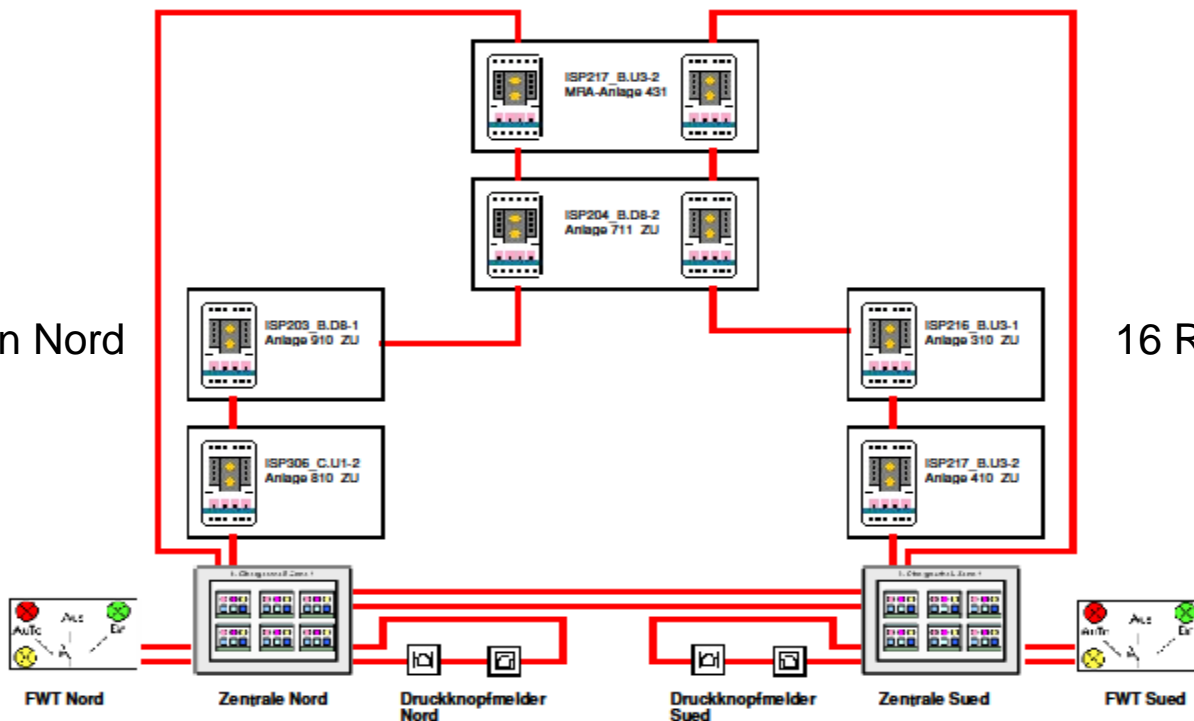 ISP217_B.U3-2
MRA-Anlage 431
ISP204_B.D8-2
Anlage 711 ZU
n Nord
ISP203_B.D8-1
Anlage 910 ZU
ISP216_B.U3-1
Anlage 310 ZU
16 R
ISP306_C.U1-2
Anlage 810 ZU
ISP217_B.U3-2
Anlage 410 ZU
Aus
Aus
FWT Nord
Zentrale Nord
Druckknopfmelder
Nord
Druckknopfmelder
Sued
Zentrale Sued
FWT Sued